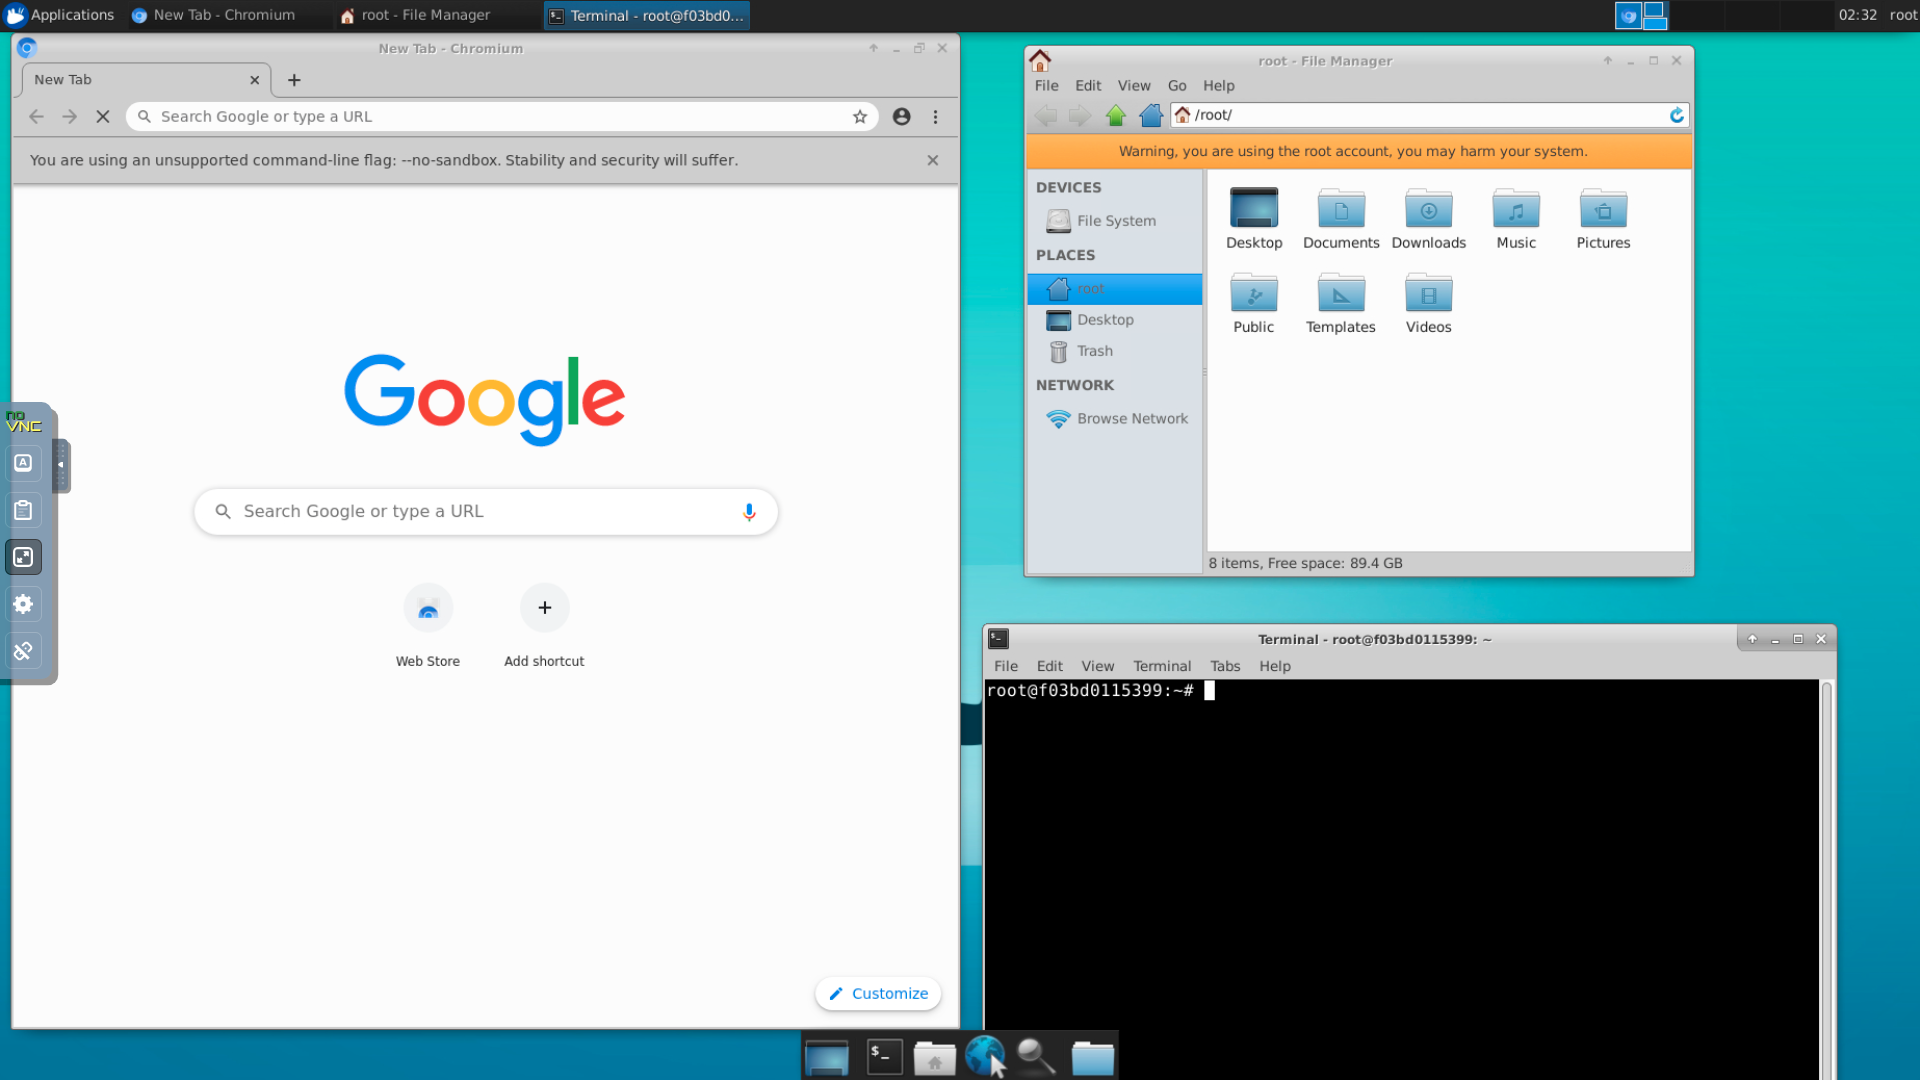 Applications
New Tab - Chromium
root - File Manager
Terminal - root@f03bd0...
02:32
root
New Tab - Chromium
New Tab
Search Google or type a URL
You are using an unsupported command-line flag: --no-sandbox. Stability and security will suffer.
Google
Search Google or type a URL
Web Store
Add shortcut
Customize
no
VNC
A
root - File Manager
File Edit View Go Help
/root/
Warning, you are using the root account, you may harm your system.
DEVICES
File System
PLACES
root
Desktop
Trash
NETWORK
Browse Network
Desktop Documents Downloads Music Pictures
Public Templates Videos
8 items, Free space: 89.4 GB
Terminal - root@f03bd0115399: ~
File Edit View Terminal Tabs Help
root@f03bd0115399:~#
$_